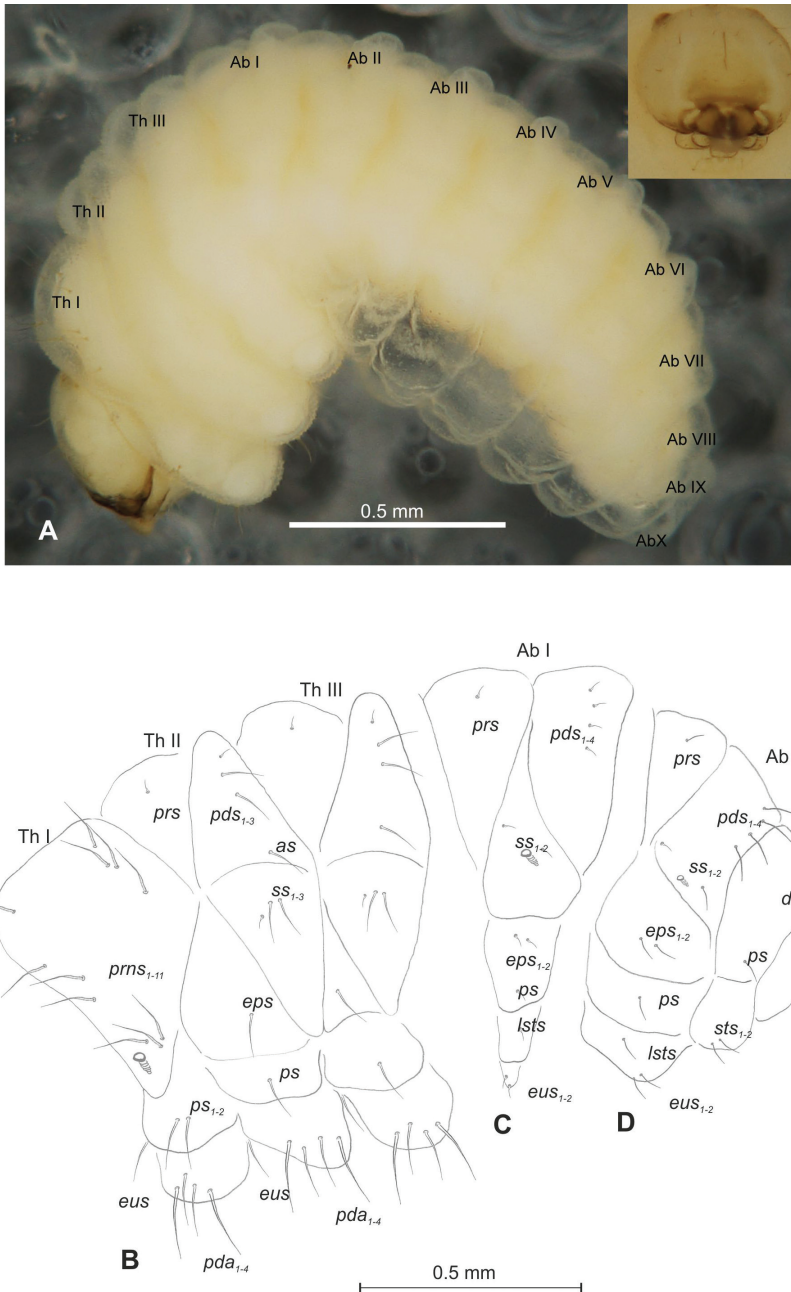 Ab I
Ab II
Ab III
Th III
Ab IV
Ab V
Th II
Ab VI
Th I
Ab VII
Ab VIII
Ab IX
0.5 mm
A
AbX
Ab I
Th III
prs
pds1-4
Th II
prs
Ab
prs
pds1-3
pds1-4
Th I
as
ss1-2
ss1-2
ss1-3
d
prns1-11
eps1-2
eps1-2
ps
eps
ps
ps
lsts
sts1-2
ps
lsts
ps1-2
eus1-2
eus1-2
C
D
eus
eus
pda1-4
B
pda1-4
0.5 mm